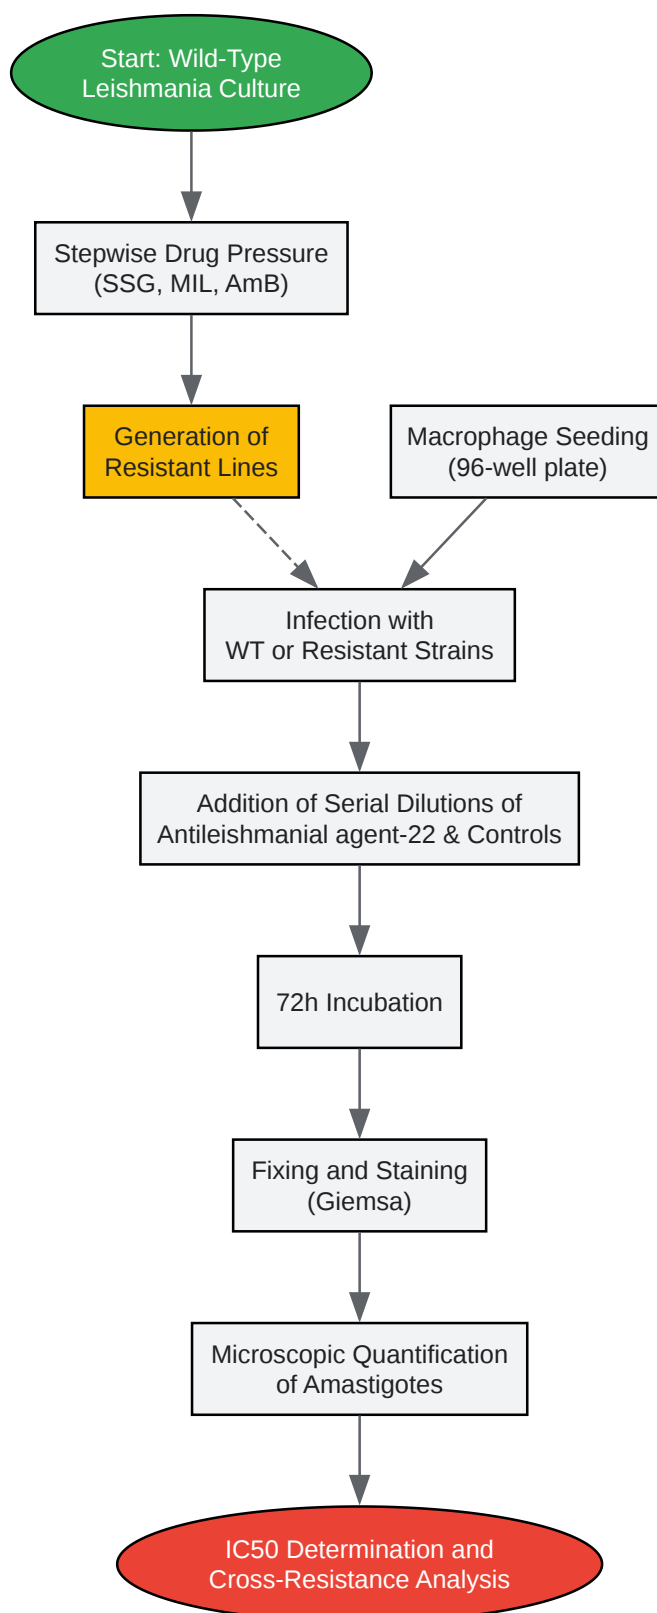 Start: Wild-Type
Leishmania Culture
Stepwise Drug Pressure
(SSG, MIL, AmB)
Generation of
Resistant Lines
Macrophage Seeding
(96-well plate)
Infection with
WT or Resistant Strains
Addition of Serial Dilutions of
Antileishmanial agent-22 & Controls
72h Incubation
Fixing and Staining
(Giemsa)
Microscopic Quantification
of Amastigotes
IC50 Determination and
Cross-Resistance Analysis